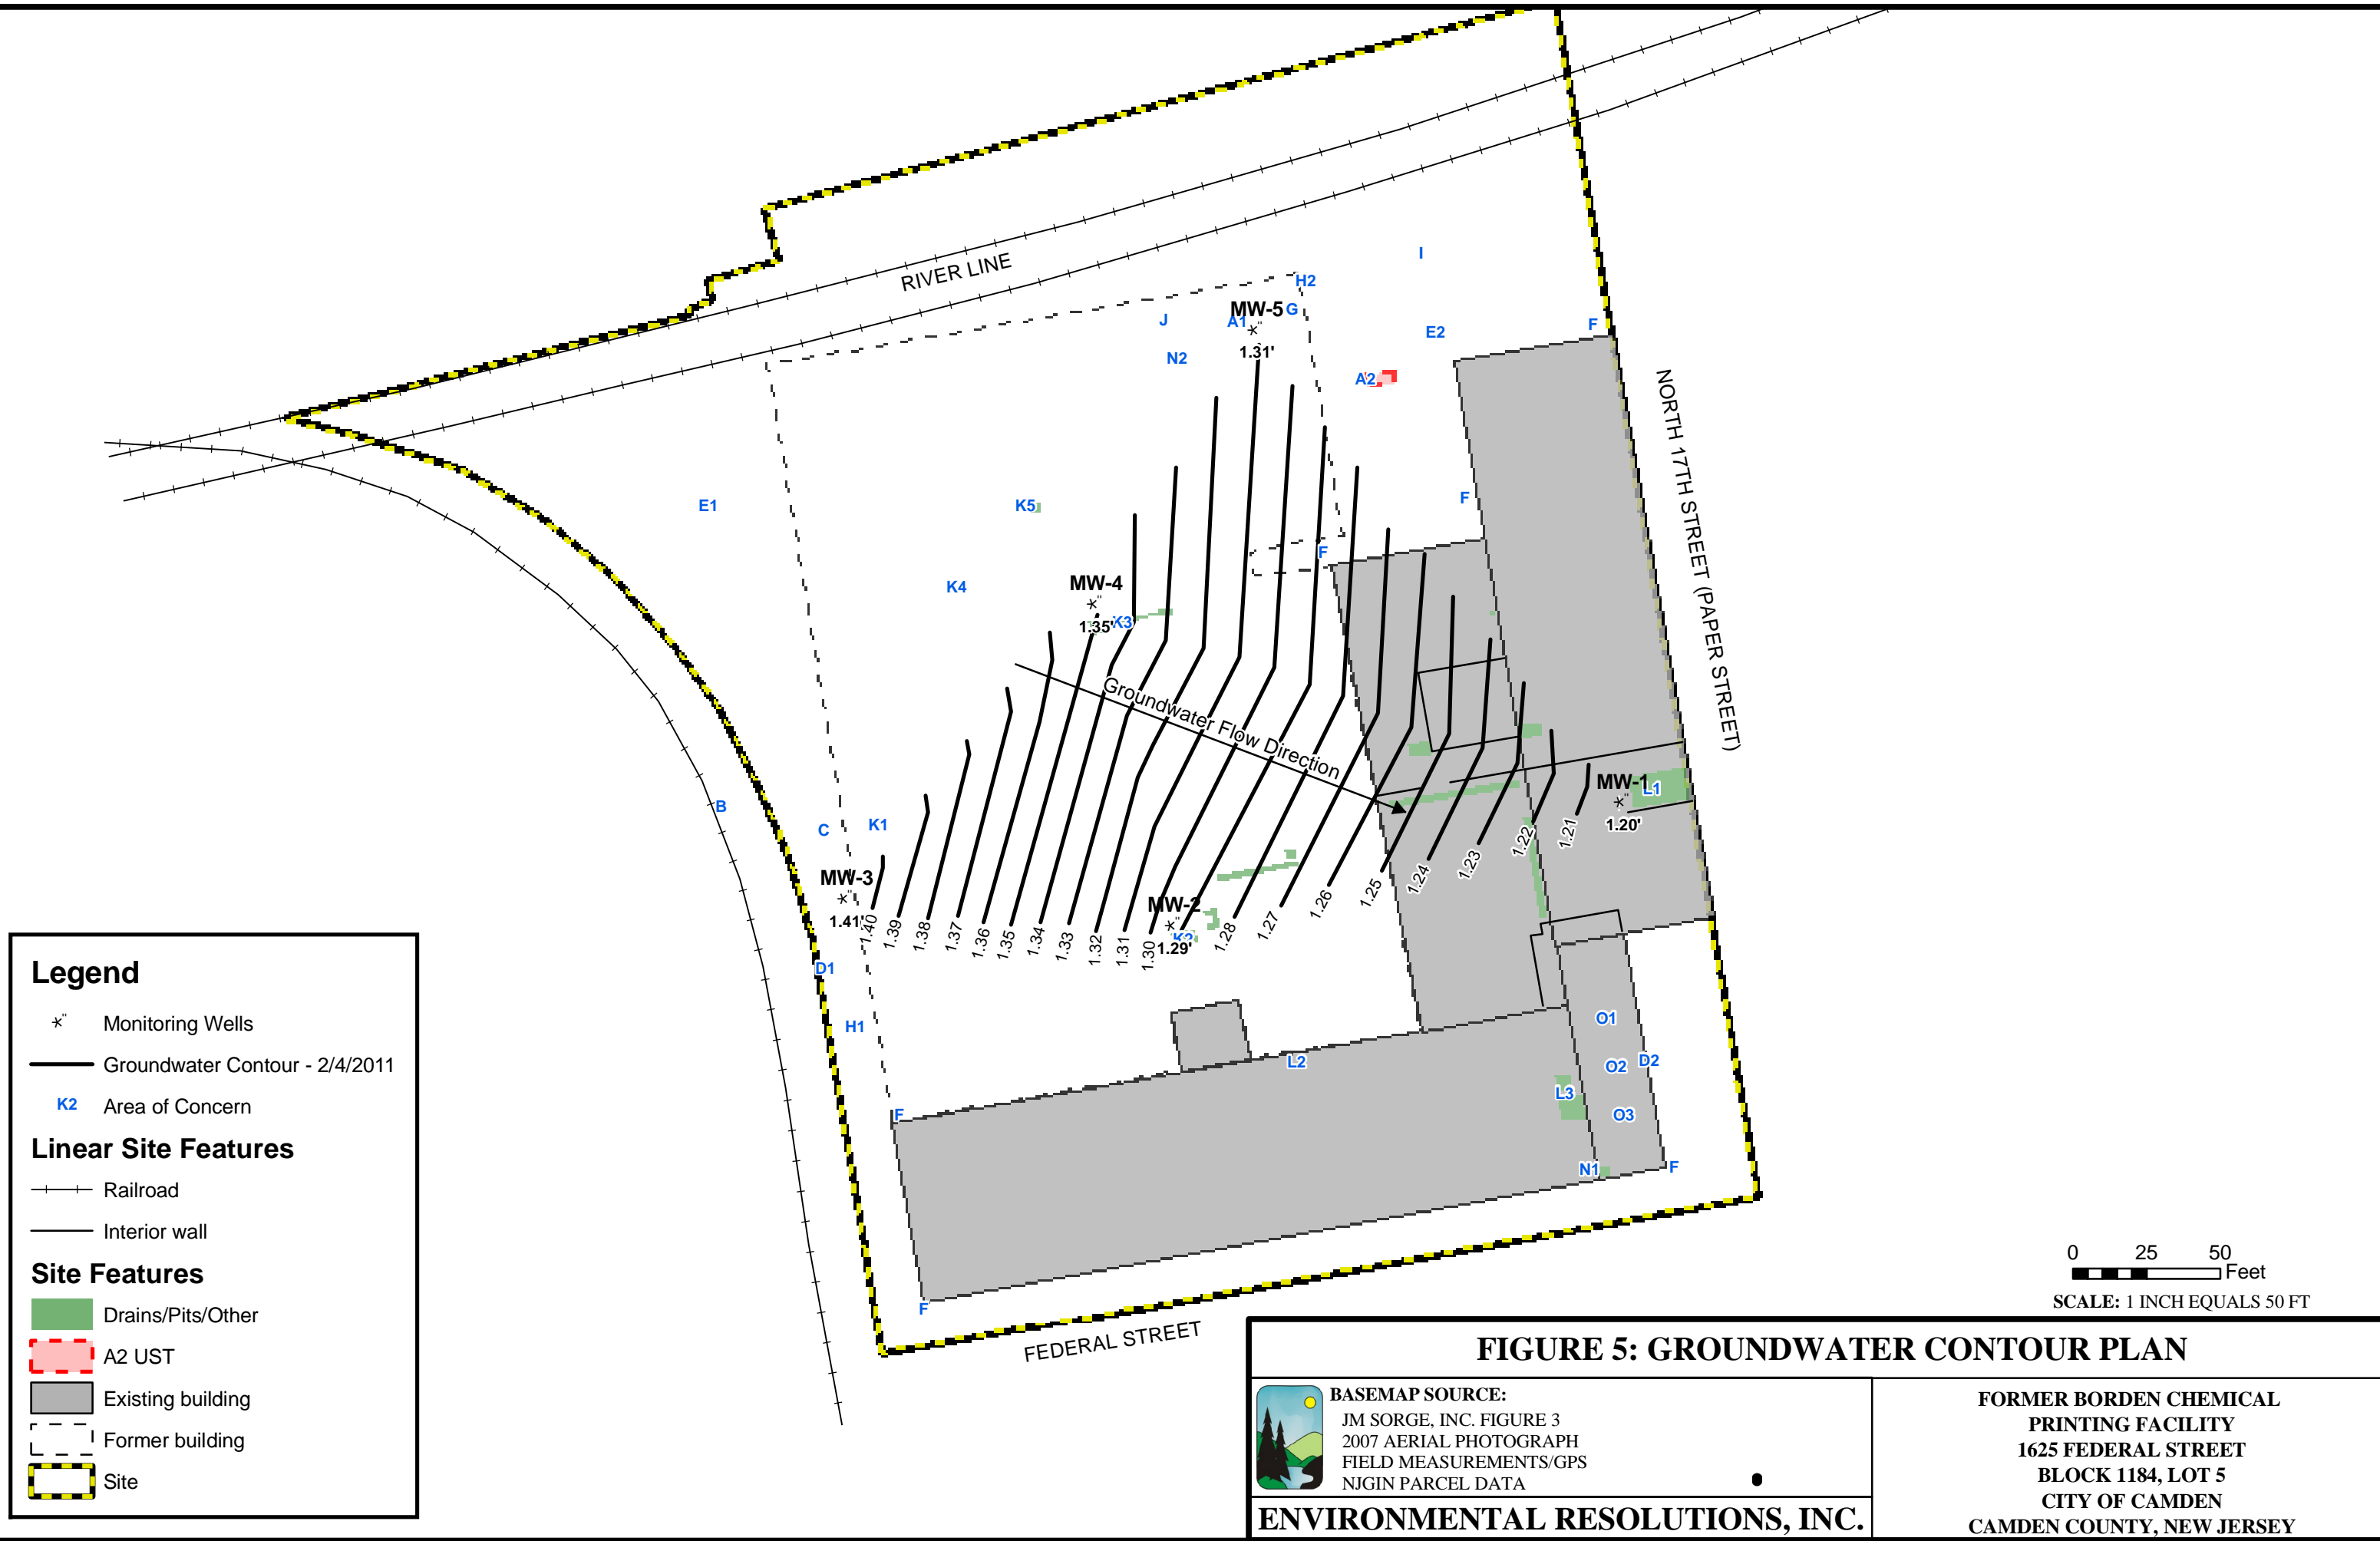 RIVER LINE
I
H2
MW-5
G
J
A1
E2
F
1.31'
N2
A2
NORTH 17TH STREET (PAPER STREET)
E1
K5
F
F
MW-4
K4
1.35'
K3
Groundwater Flow Direction
MW-1
L1
1.20'
B
C
K1
MW-3
1.41'
MW-2
K2
1.29'
1.40
1.39
1.38
1.37
1.36
1.35
1.34
1.33
1.32
1.31
1.30
1.28
1.27
1.26
1.25
1.24
1.23
1.22
1.21
D1
H1
O1
L2
O2
D2
L3
O3
F
N1
F
F
FEDERAL STREET
Legend
Monitoring Wells
Groundwater Contour - 2/4/2011
K2 Area of Concern
Linear Site Features
Railroad
Interior wall
Site Features
Drains/Pits/Other
A2 UST
Existing building
Former building
Site
0 25 50
Feet
SCALE: 1 INCH EQUALS 50 FT
FIGURE 5: GROUNDWATER CONTOUR PLAN
BASEMAP SOURCE:
JM SORGE, INC. FIGURE 3
2007 AERIAL PHOTOGRAPH
FIELD MEASUREMENTS/GPS
NJGIN PARCEL DATA
ENVIRONMENTAL RESOLUTIONS, INC.
FORMER BORDEN CHEMICAL
PRINTING FACILITY
1625 FEDERAL STREET
BLOCK 1184, LOT 5
CITY OF CAMDEN
CAMDEN COUNTY, NEW JERSEY